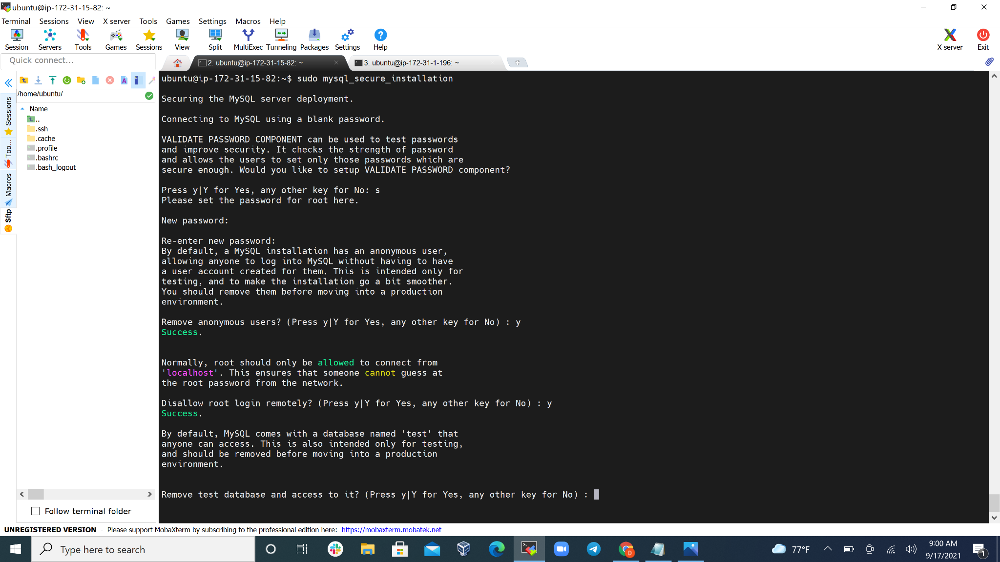 ubuntu@ip-172-31-15-82: ~
Terminal Sessions View X server Tools Games Settings Macros Help
Session Servers Tools Games Sessions View Split MultiExec Tunneling Packages Settings Help X server Exit
Quick connect...
2. ubuntu@ip-172-31-15-82: ~
3. ubuntu@ip-172-31-1-196: ~
/home/ubuntu/
Name
..
.ssh
.cache
.profile
.bashrc
.bash_logout
Sessions
Too...
Macros
Sftp
Follow terminal folder
ubuntu@ip-172-31-15-82:~$ sudo mysql_secure_installation
Securing the MySQL server deployment.
Connecting to MySQL using a blank password.
VALIDATE PASSWORD COMPONENT can be used to test passwords
and improve security. It checks the strength of password
and allows the users to set only those passwords which are
secure enough. Would you like to setup VALIDATE PASSWORD component?
Press y|Y for Yes, any other key for No: s
Please set the password for root here.
New password:
Re-enter new password:
By default, a MySQL installation has an anonymous user,
allowing anyone to log into MySQL without having to have
a user account created for them. This is intended only for
testing, and to make the installation go a bit smoother.
You should remove them before moving into a production
environment.
Remove anonymous users? (Press y|Y for Yes, any other key for No) : y
Success.
Normally, root should only be allowed to connect from
'localhost'. This ensures that someone cannot guess at
the root password from the network.
Disallow root login remotely? (Press y|Y for Yes, any other key for No) : y
Success.
By default, MySQL comes with a database named 'test' that
anyone can access. This is also intended only for testing,
and should be removed before moving into a production
environment.
Remove test database and access to it? (Press y|Y for Yes, any other key for No) :
UNREGISTERED VERSION - Please support MobaXterm by subscribing to the professional edition here: https://mobaxterm.mobatek.net
Type here to search
77°F
9:00 AM
9/17/2021
1